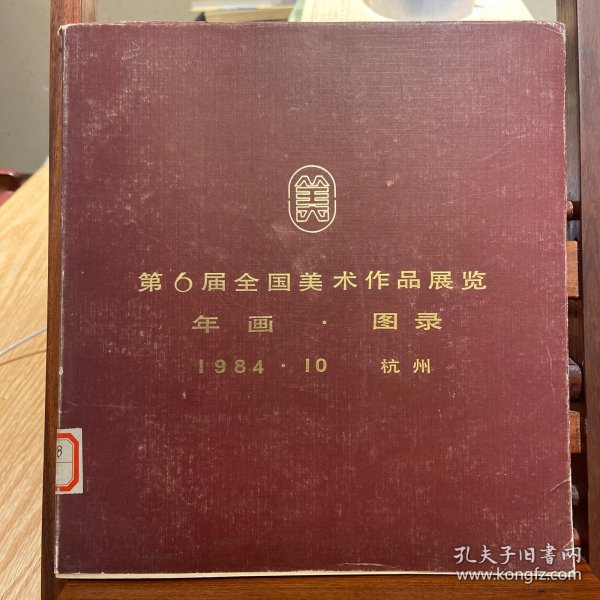 美
第6届全国美术作品展览
年画·图录
1984·10 杭州
8
孔夫子旧书网
www.kongfz.com